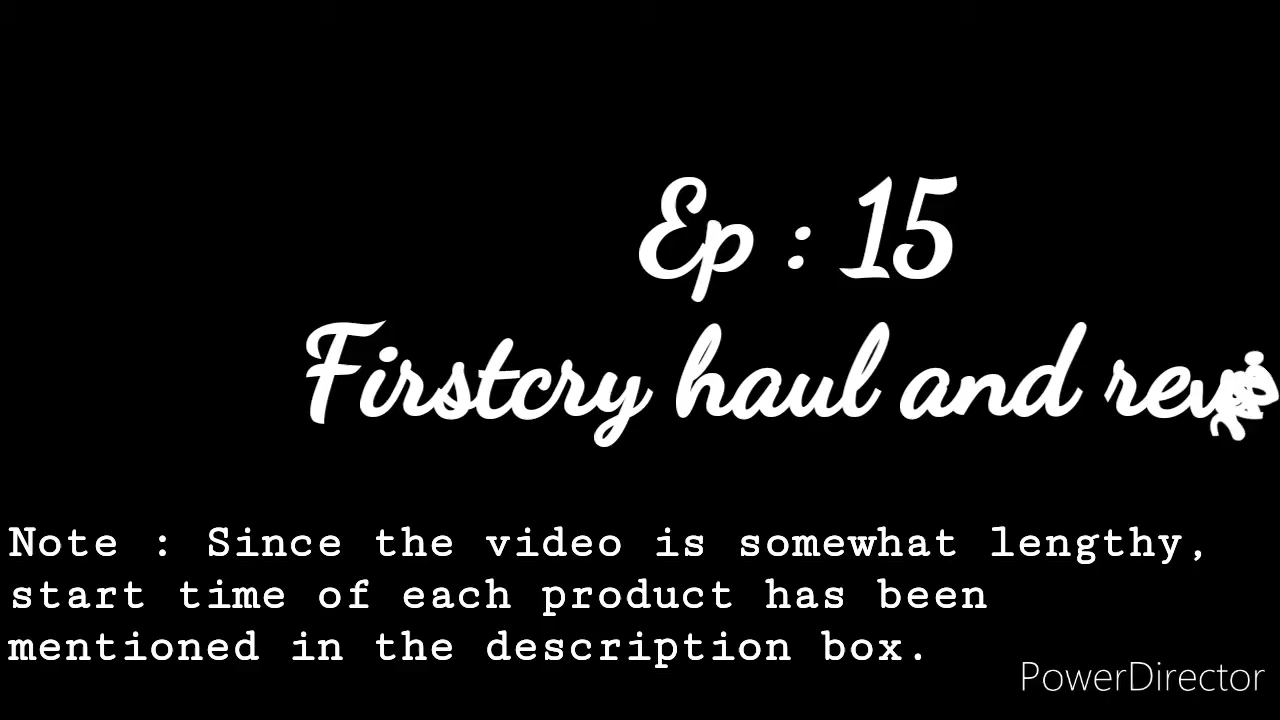 Ep : 15
Firstcry haul and
Note : Since the video is somewhat lengthy,
start time of each product has been
mentioned in the description box.
PowerDirector